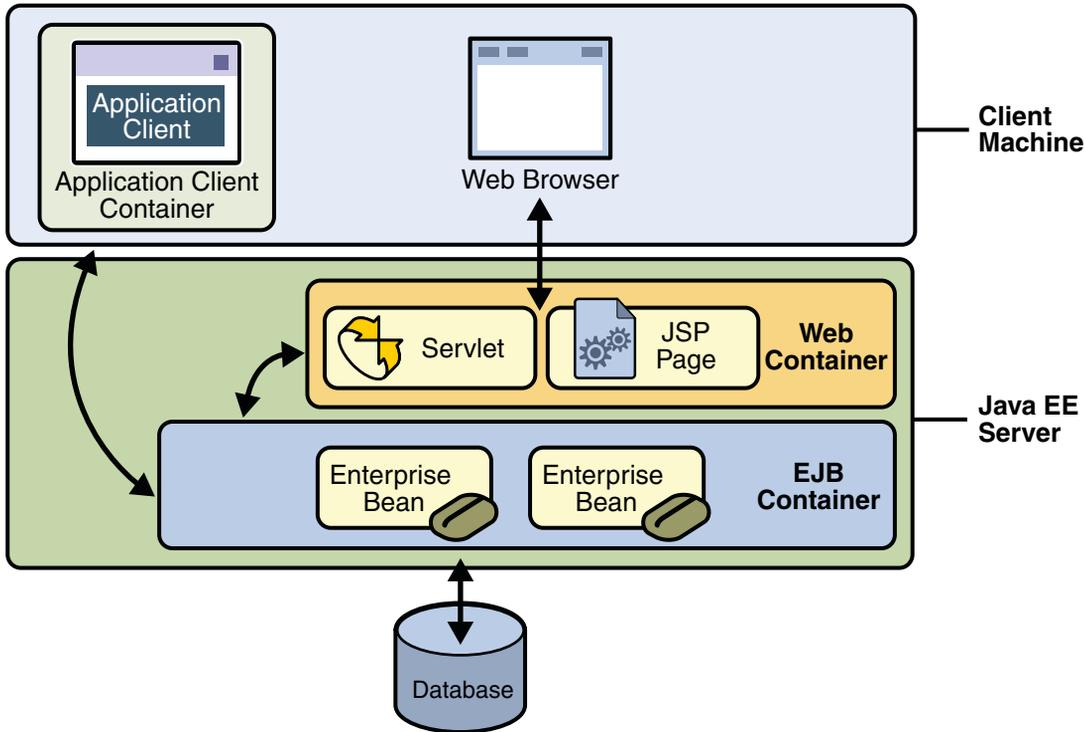 Application
Client
Application Client
Container
Web Browser
Client
Machine
Servlet
JSP
Page
Web
Container
Java EE
Server
Enterprise
Bean
Enterprise
Bean
EJB
Container
Database